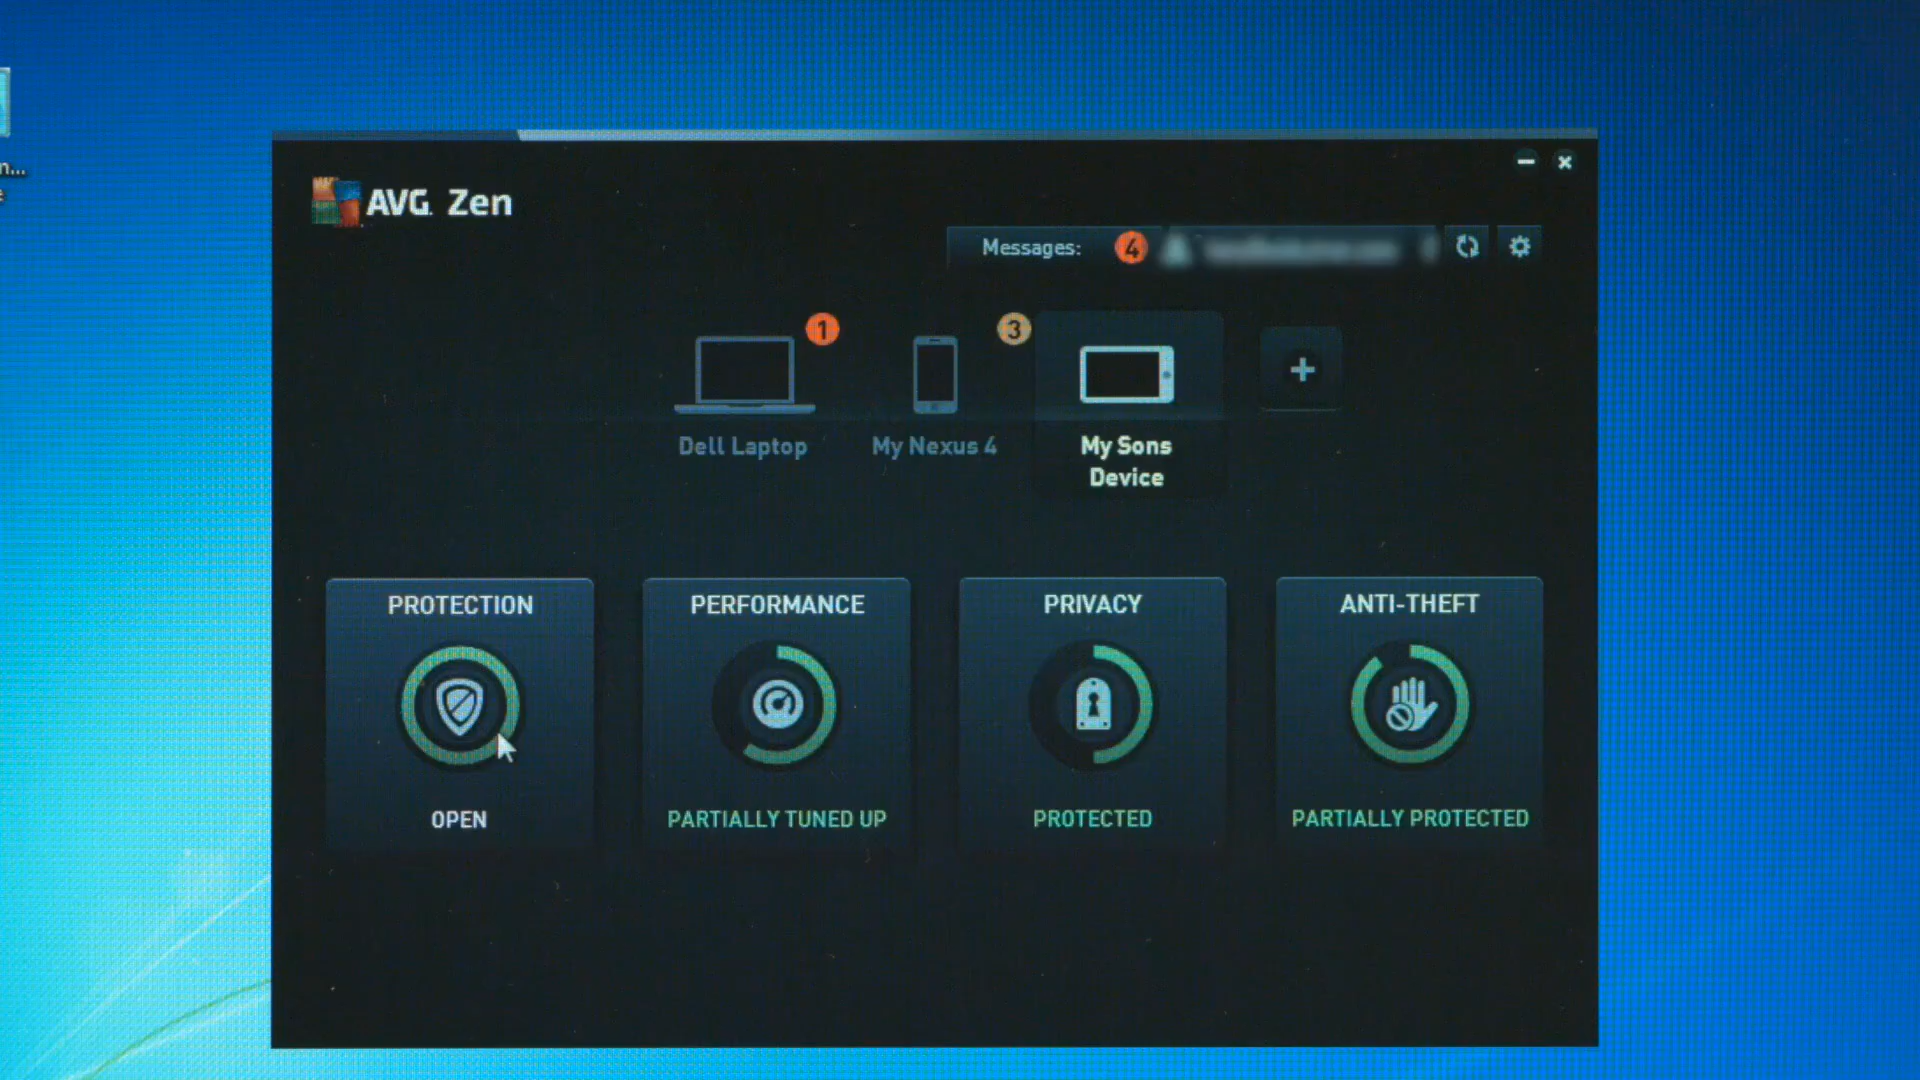 n...
AVG. Zen
Messages: 4
1
3
Dell Laptop
My Nexus 4
My Sons
Device
PROTECTION
PERFORMANCE
PRIVACY
ANTI-THEFT
OPEN
PARTIALLY TUNED UP
PROTECTED
PARTIALLY PROTECTED